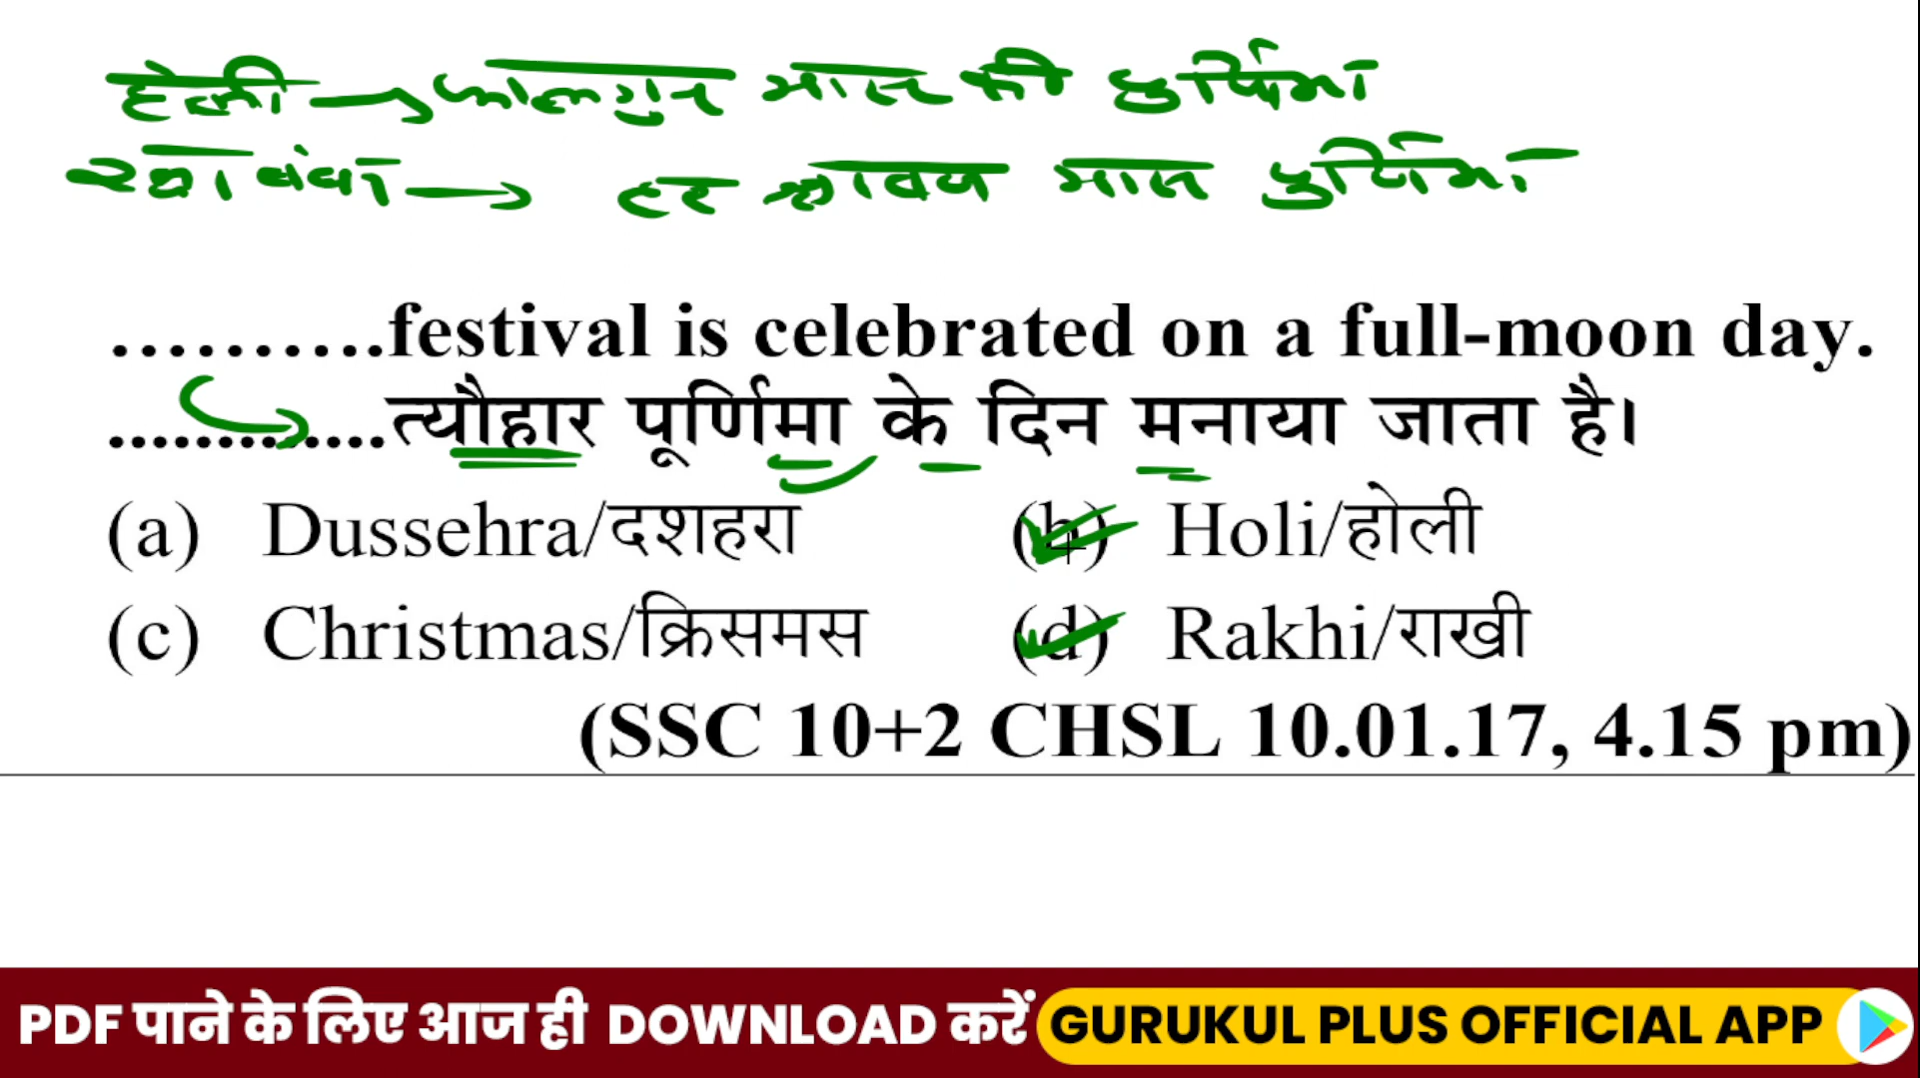 होली → फाल्गुन मास की पुर्णिमा
रक्षा बंधन → हर श्रावण मास पुर्णिमा
..........festival is celebrated on a full-moon day.
............त्यौहार पूर्णिमा के दिन मनाया जाता है।
(a) Dussehra/दशहरा (b) Holi/होली
(c) Christmas/क्रिसमस (d) Rakhi/राखी
(SSC 10+2 CHSL 10.01.17, 4.15 pm)
PDF पाने के लिए आज ही DOWNLOAD करें GURUKUL PLUS OFFICIAL APP